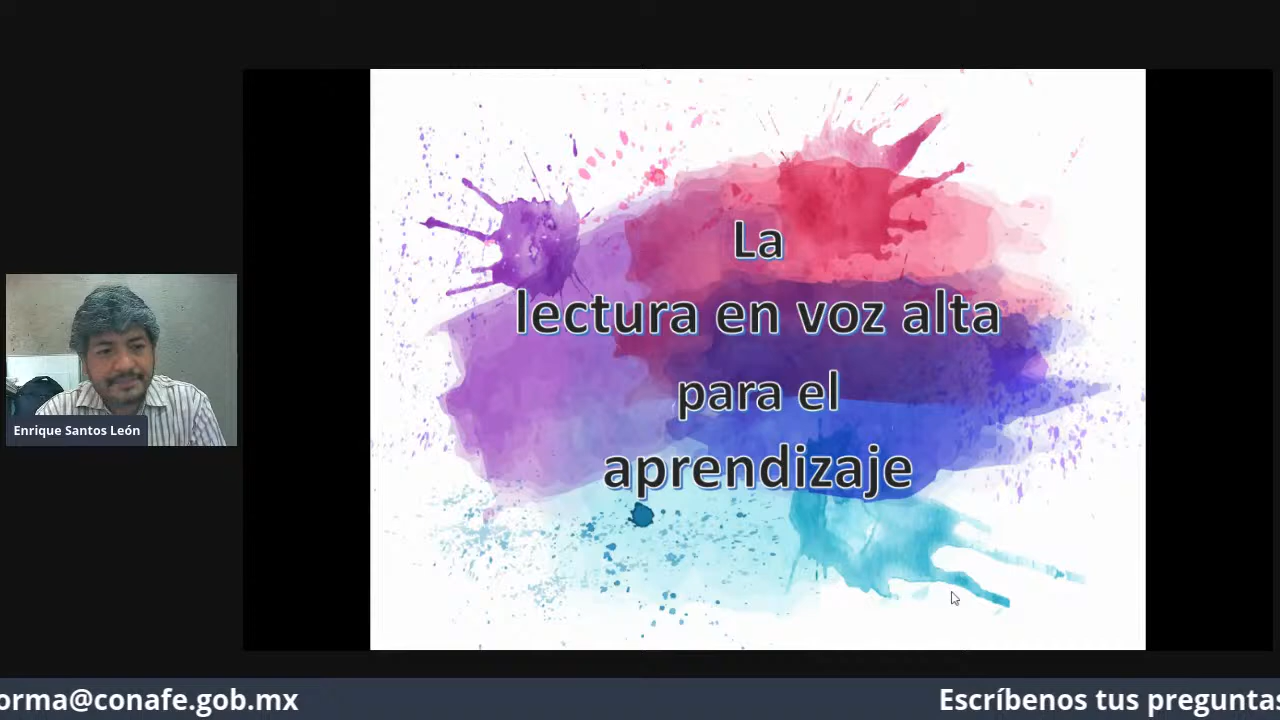 La
lectura en voz alta
para el
aprendizaje
Enrique Santos León
orma@conafe.gob.mx
Escríbenos tus preguntas